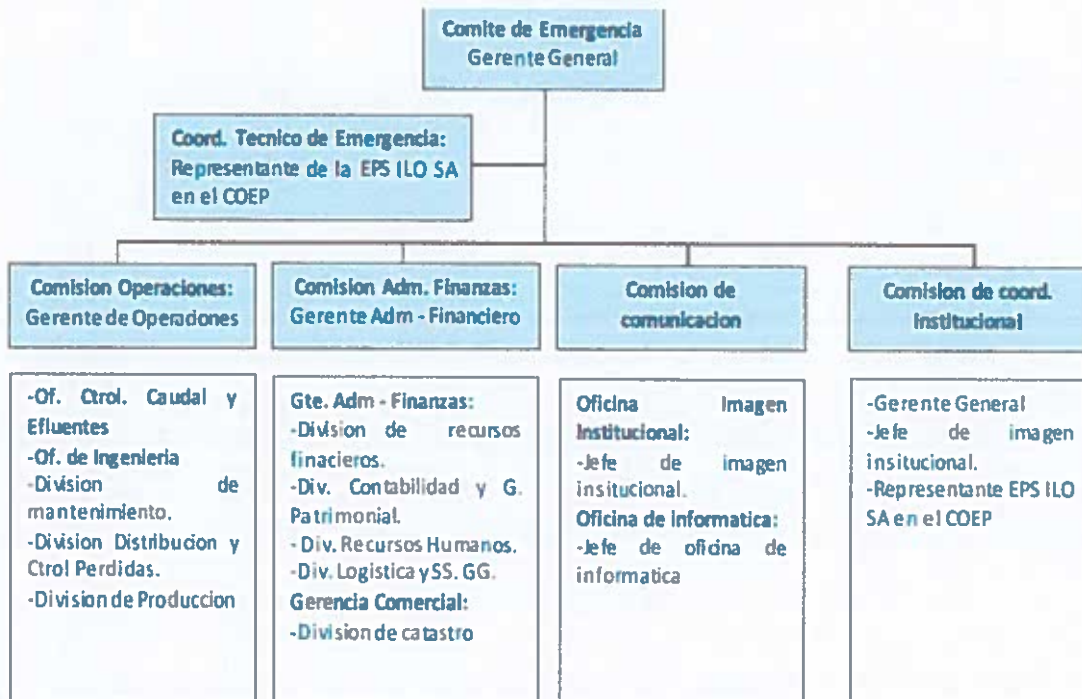 Comite de Emergencia
Gerente General
Coord. Tecnico de Emergencia:
Representante de la EPS ILO SA
en el COEP
Comision Operaciones:
Gerente de Operaciones
Comision Adm. Finanzas:
Gerente Adm - Financiero
Comision de
comunicacion
Comision de coord.
institucional
-Of. Ctrol. Caudal y
Efluentes
-Of. de Ingenieria
-Division de
mantenimiento.
-Division Distribucion y
Ctrol Perdidas.
-Division de Produccion
Gte. Adm - Finanzas:
-Division de recursos
finacieros.
-Div. Contabilidad y G.
Patrimonial.
- Div. Recursos Humanos.
-Div. Logistica y SS. GG.
Gerencia Comercial:
-Division de catastro
Oficina Imagen
Institucional:
-Jefe de imagen
insitucional.
Oficina de informatica:
-Jefe de oficina de
informatica
-Gerente General
-Jefe de imagen
insitucional.
-Representante EPS ILO
SA en el COEP